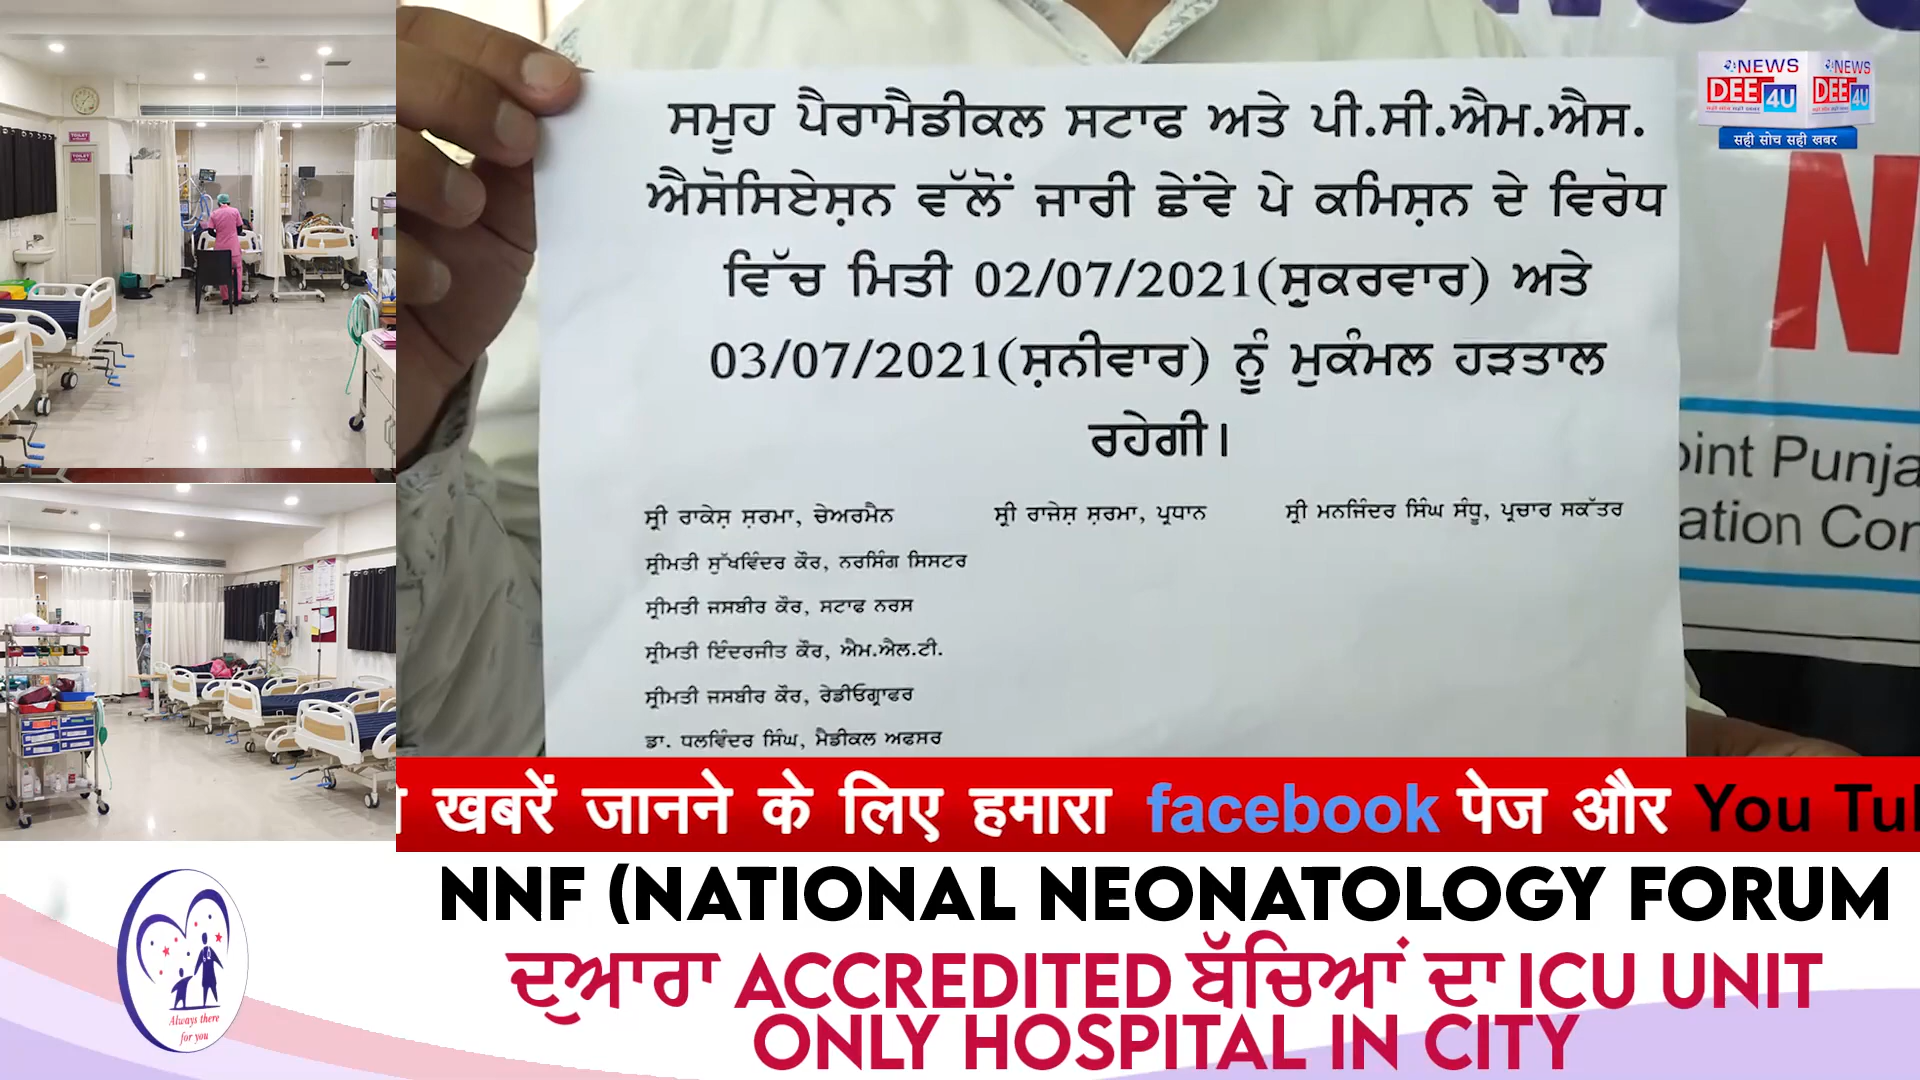 ਸਮੂਹ ਪੈਰਾਮੈਡੀਕਲ ਸਟਾਫ ਅਤੇ ਪੀ.ਸੀ.ਐਮ.ਐਸ.
ਐਸੋਸਿਏਸ਼ਨ ਵੱਲੋਂ ਜਾਰੀ ਛੇਂਵੇ ਪੇ ਕਮਿਸ਼ਨ ਦੇ ਵਿਰੋਧ
ਵਿੱਚ ਮਿਤੀ 02/07/2021(ਸ਼ੁਕਰਵਾਰ) ਅਤੇ
03/07/2021(ਸ਼ਨੀਵਾਰ) ਨੂੰ ਮੁਕੰਮਲ ਹੜਤਾਲ
ਰਹੇਗੀ।
ਸ਼੍ਰੀ ਰਾਕੇਸ਼ ਸ਼ਰਮਾ, ਚੇਅਰਮੈਨ ਸ਼੍ਰੀ ਰਾਜੇਸ਼ ਸ਼ਰਮਾ, ਪ੍ਰਧਾਨ ਸ਼੍ਰੀ ਮਨਜਿੰਦਰ ਸਿੰਘ ਸੰਧੂ, ਪ੍ਰਚਾਰ ਸਕੱਤਰ
ਸ਼੍ਰੀਮਤੀ ਸੁੱਖਵਿੰਦਰ ਕੌਰ, ਨਰਸਿੰਗ ਸਿਸਟਰ
ਸ਼੍ਰੀਮਤੀ ਜਸਬੀਰ ਕੌਰ, ਸਟਾਫ ਨਰਸ
ਸ਼੍ਰੀਮਤੀ ਇੰਦਰਜੀਤ ਕੌਰ, ਐਮ.ਐਲ.ਟੀ.
ਸ਼੍ਰੀਮਤੀ ਜਸਬੀਰ ਕੌਰ, ਰੇਡੀਓਗ੍ਰਾਫਰ
ਡਾ. ਧਲਵਿੰਦਰ ਸਿੰਘ, ਮੈਡੀਕਲ ਅਫਸਰ
NEWS NEWS
DEE 4U DEE 4U
सही सोच सही खबर
N
oint Punja
ation Con
TOILET
TOILET
खबरें जानने के लिए हमारा facebook पेज और You Tu
Always there
for you
NNF (NATIONAL NEONATOLOGY FORUM
ਦੁਆਰਾ ACCREDITED ਬੱਚਿਆਂ ਦਾ ICU UNIT
ONLY HOSPITAL IN CITY